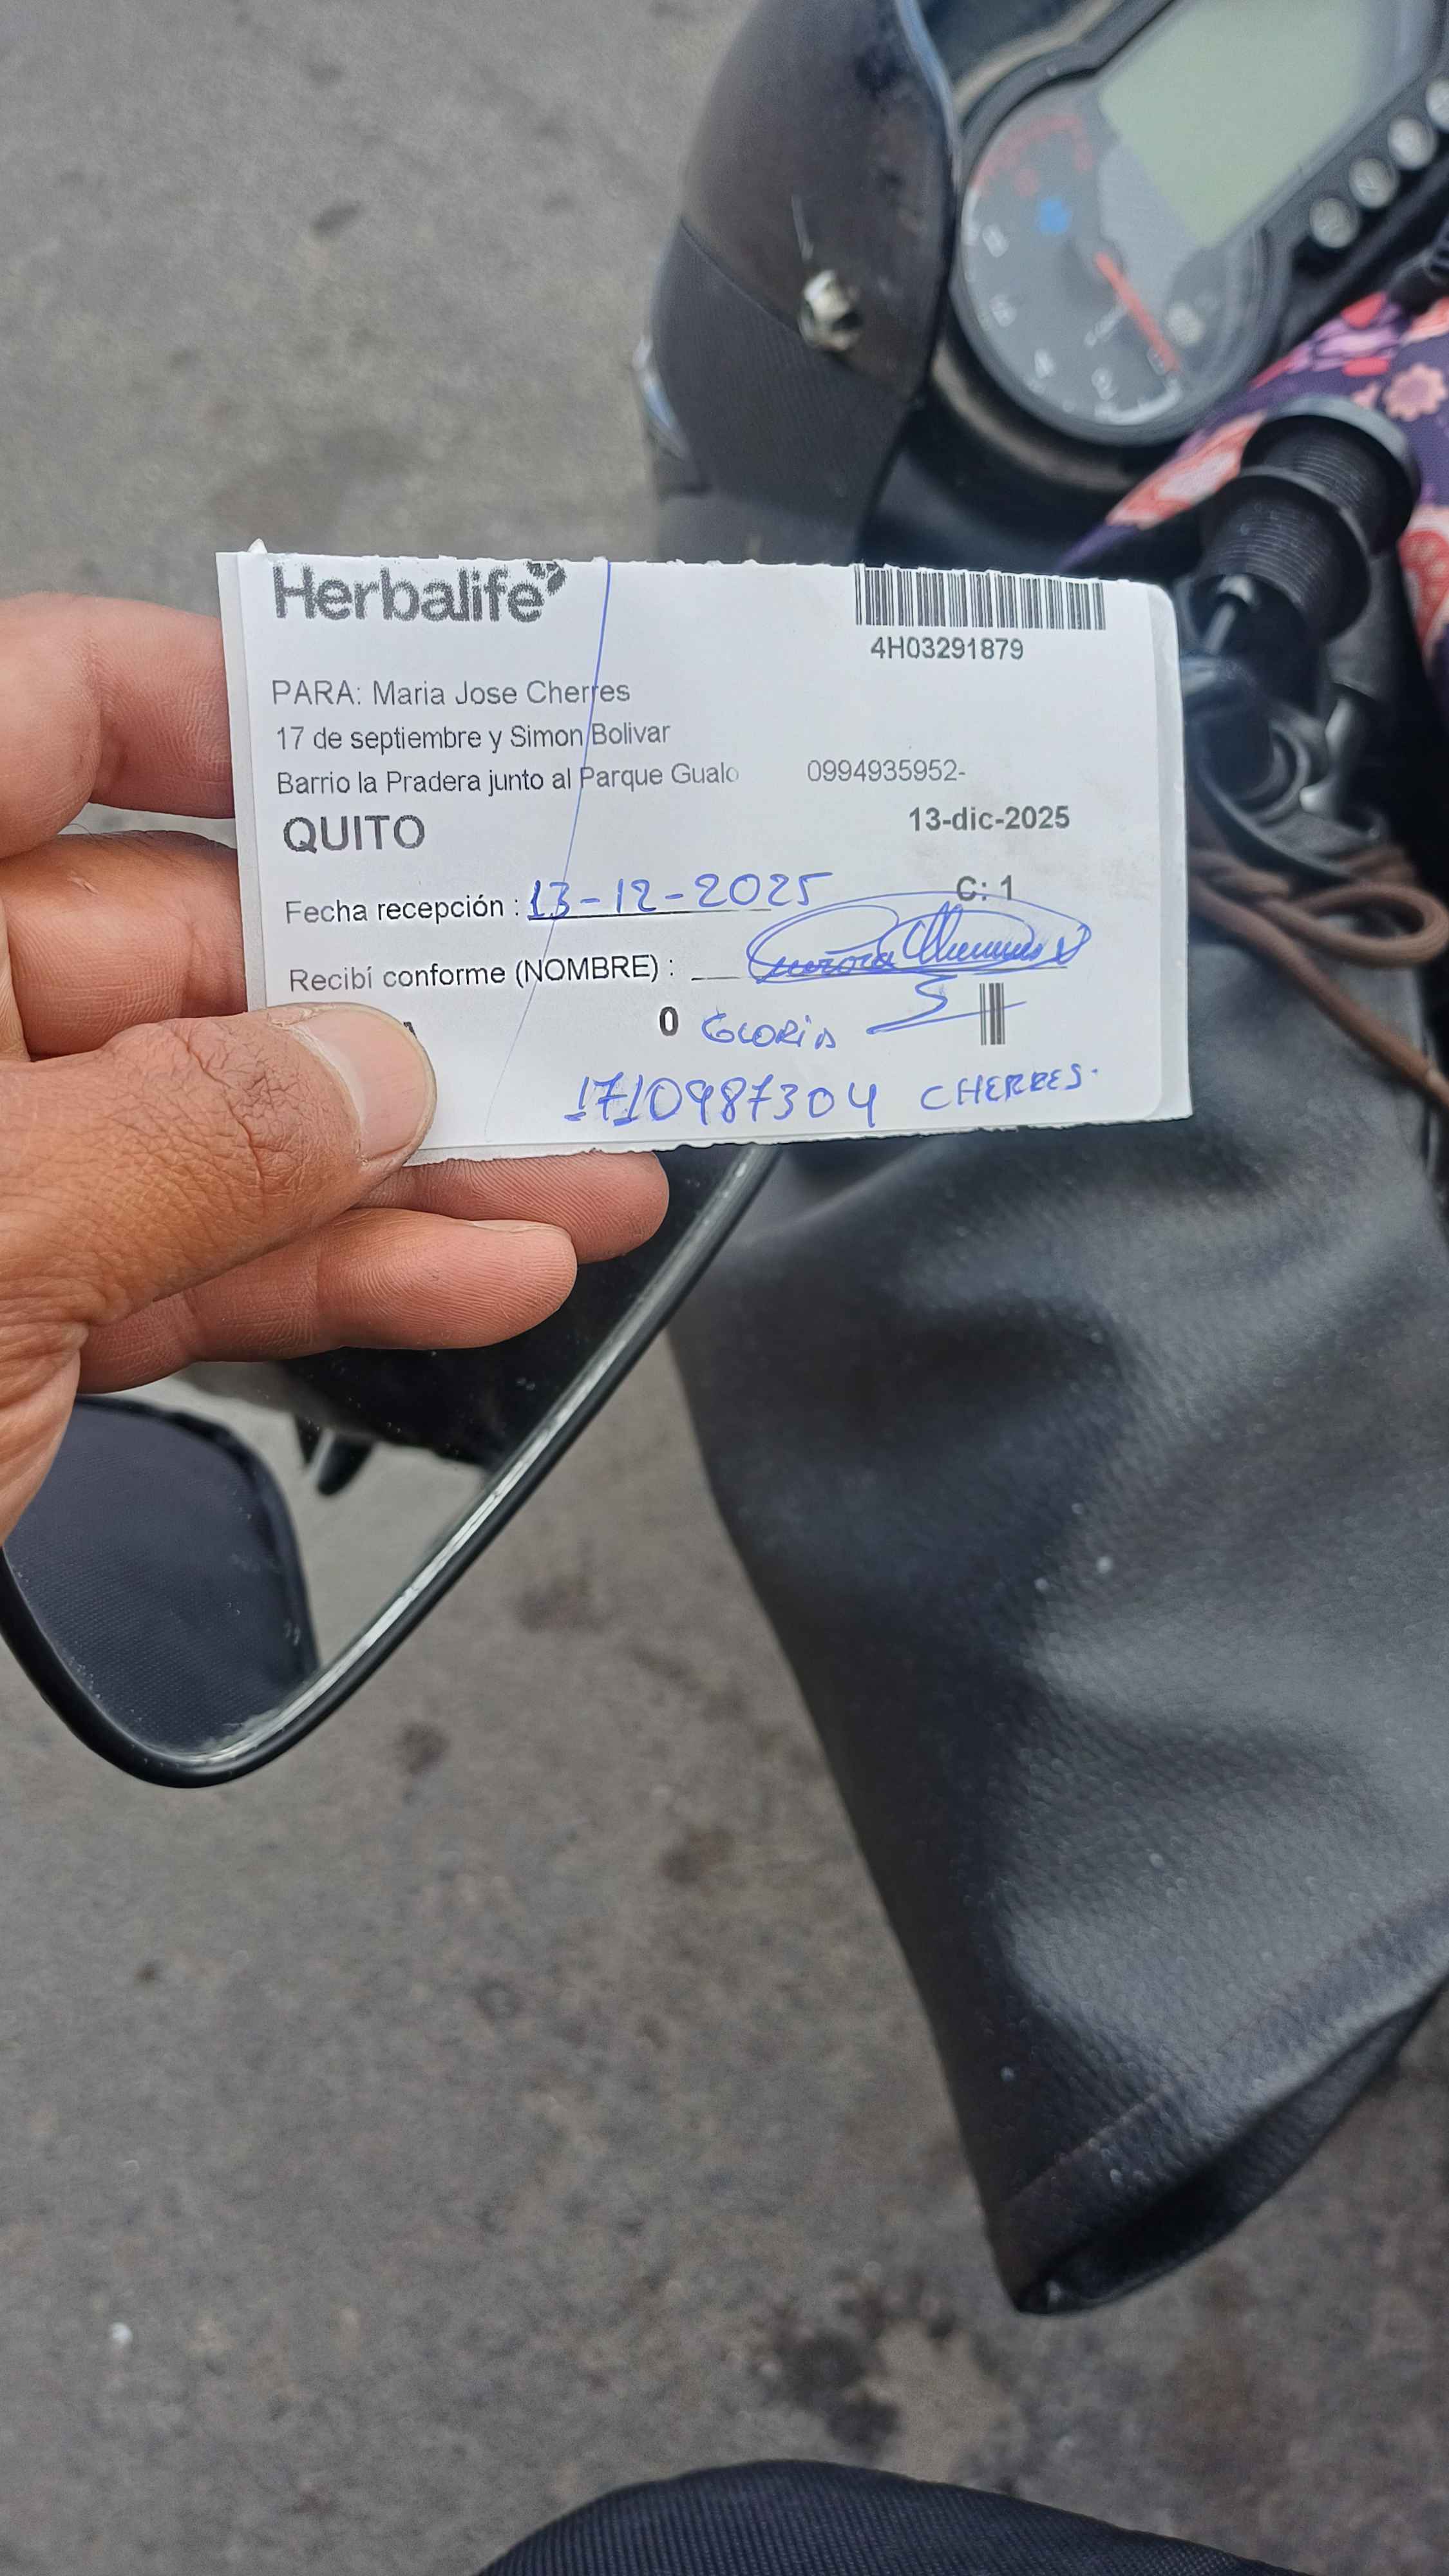 Herbalife
4H03291879
PARA: Maria Jose Cherres
17 de septiembre y Simon Bolivar
Barrio la Pradera junto al Parque Gualo 0994935952-
QUITO 13-dic-2025
C: 1
Fecha recepción : 13-12-2025
Recibí conforme (NOMBRE) :
0 GLORIA
1710987304 CHERRES.